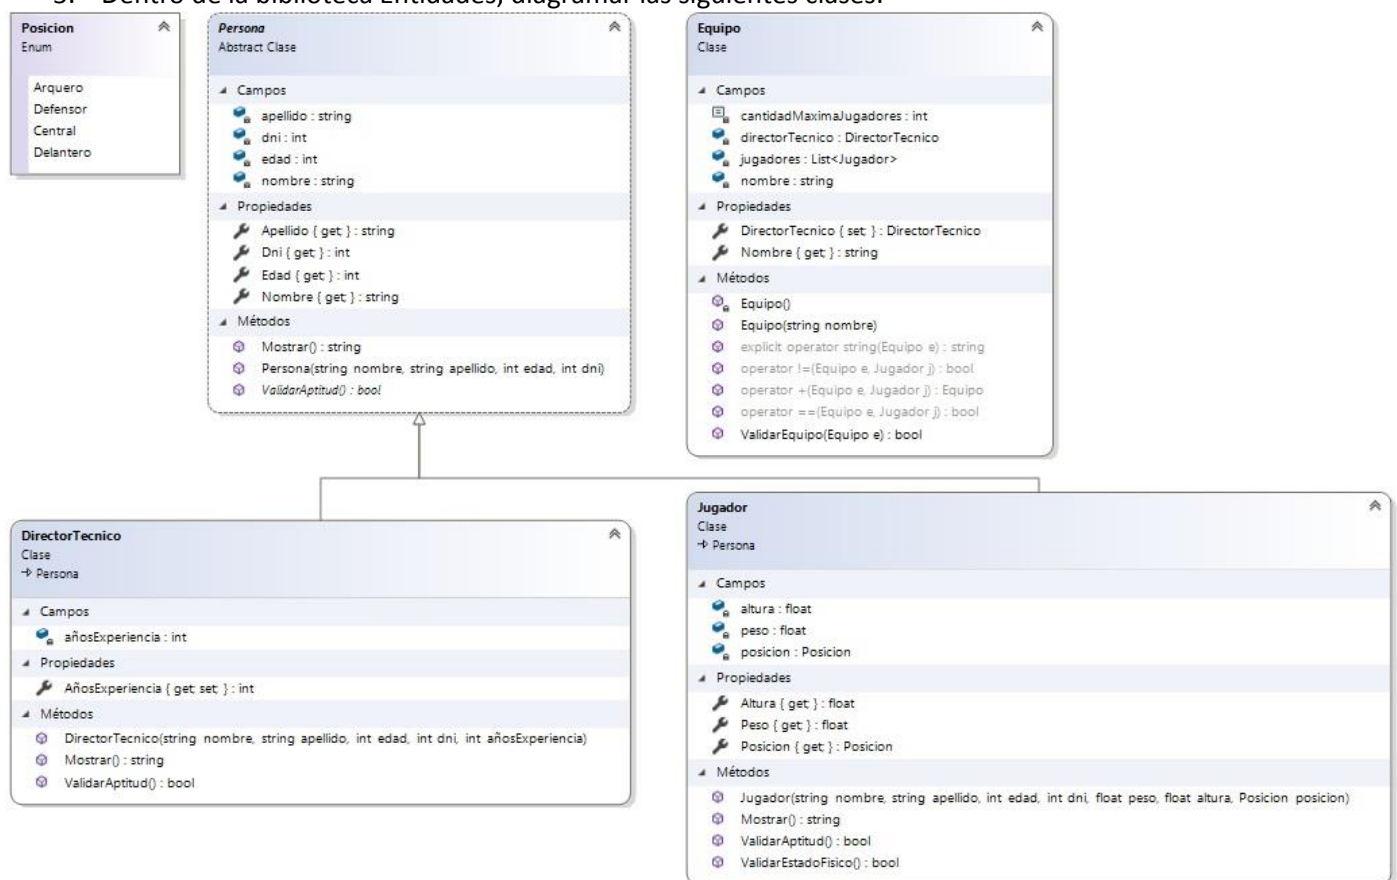 3. Dentro de la biblioteca Entidades, diagramar las siguientes clases:
Posicion
Enum
Arquero
Defensor
Central
Delantero
Persona
Abstract Clase
Campos
apellido : string
dni : int
edad : int
nombre : string
Propiedades
Apellido { get; } : string
Dni { get; } : int
Edad { get; } : int
Nombre { get; } : string
Métodos
Mostrar() : string
Persona(string nombre, string apellido, int edad, int dni)
ValidarAptitud() : bool
Equipo
Clase
Campos
cantidadMaximaJugadores : int
directorTecnico : DirectorTecnico
jugadores : List<Jugador>
nombre : string
Propiedades
DirectorTecnico { set; } : DirectorTecnico
Nombre { get; } : string
Métodos
Equipo()
Equipo(string nombre)
explicit operator string(Equipo e) : string
operator !=(Equipo e, Jugador j) : bool
operator +(Equipo e, Jugador j) : Equipo
operator ==(Equipo e, Jugador j) : bool
ValidarEquipo(Equipo e) : bool
DirectorTecnico
Clase
Persona
Campos
añosExperiencia : int
Propiedades
AñosExperiencia { get; set; } : int
Métodos
DirectorTecnico(string nombre, string apellido, int edad, int dni, int añosExperiencia)
Mostrar() : string
ValidarAptitud() : bool
Jugador
Clase
Persona
Campos
altura : float
peso : float
posicion : Posicion
Propiedades
Altura { get; } : float
Peso { get; } : float
Posicion { get; } : Posicion
Métodos
Jugador(string nombre, string apellido, int edad, int dni, float peso, float altura, Posicion posicion)
Mostrar() : string
ValidarAptitud() : bool
ValidarEstadoFisico() : bool